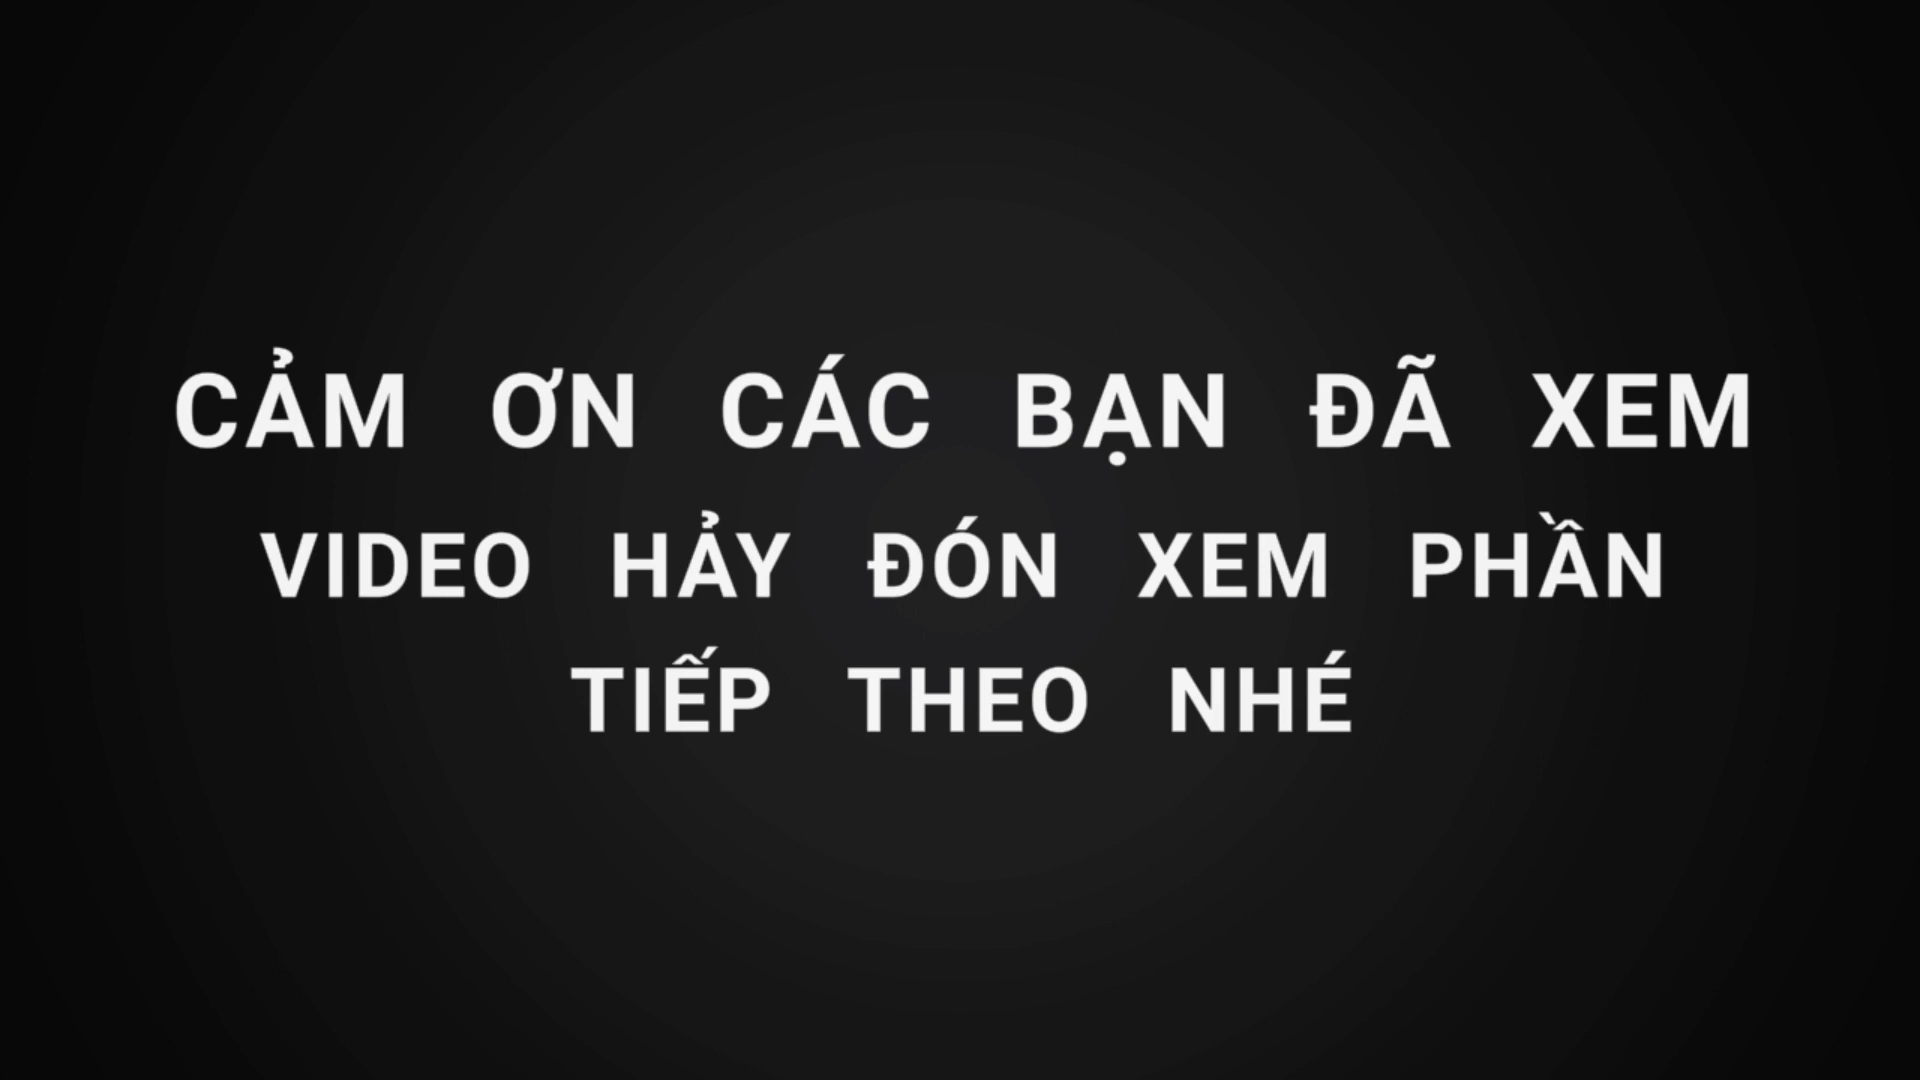 CẢM ƠN CÁC BẠN ĐÃ XEM
VIDEO HẢY ĐÓN XEM PHẦN
TIẾP THEO NHÉ